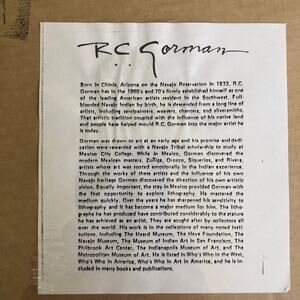 R.C. Gorman
Born in Chinle, Arizona on the Navajo Reservation in 1933, R.C.
Gorman has in the 1960's and 70's firmly established himself as one
of the leading American artists resident in the Southwest. Full-
blooded Navajo Indian by birth, he is descended from a long line of
artists, including sandpainters, weavers, chanters, and silversmiths.
That artistic tradition coupled with the influence of his native land
and people have helped mould R.C. Gorman into the major artist he
is today.
Gorman was drawn to art at an early age and his promise and dedi-
cation were rewarded with a Navajo Tribal scholarship to study at
Mexico City College. While in Mexico, Gorman discovered the
modern Mexican masters, Zuñiga, Orozco, Siqueiros, and Rivera,
artists whose art was rooted emotionally in the Indian experience.
Through the works of these artists and the influence of his own
Navajo heritage Gorman discovered the direction of his own artistic
vision. Equally important, the stay in Mexico provided Gorman with
the first opportunity to explore lithography. He mastered the
medium quickly. Over the years he has sharpened his sensitivity to
lithography and it has become a major medium for him. The litho-
graphs he has produced have contributed considerably to the stature
he has achieved as an artist. They are sought after by collectors all
over the world. His work is in the collections of many noted insti-
tutions, including The Heard Museum, The Heye Foundation, The
Navajo Museum, The Museum of Indian Art in San Francisco, The
Philbrook Art Center, The Indianapolis Museum of Art, and The
Metropolitan Museum of Art. He is listed in Who's Who in the West,
Who's Who in America, Who's Who in Art in America, and he is in-
cluded in many books and publications.